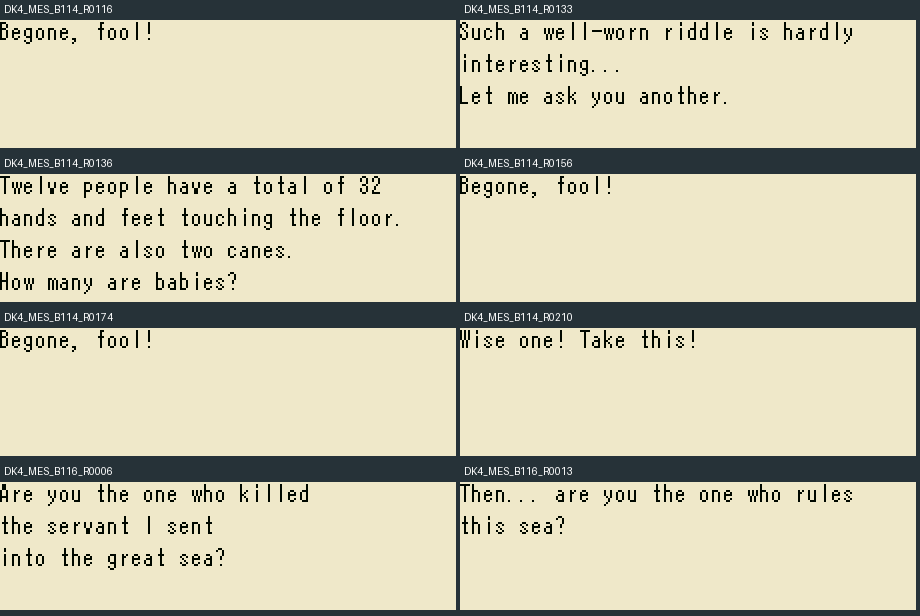 DK4_MES_B114_R0116
Begone, fool!
DK4_MES_B114_R0133
Such a well-worn riddle is hardly
interesting...
Let me ask you another.
DK4_MES_B114_R0136
Twelve people have a total of 32
hands and feet touching the floor.
There are also two canes.
How many are babies?
DK4_MES_B114_R0156
Begone, fool!
DK4_MES_B114_R0174
Begone, fool!
DK4_MES_B114_R0210
Wise one! Take this!
DK4_MES_B116_R0006
Are you the one who killed
the servant I sent
into the great sea?
DK4_MES_B116_R0013
Then... are you the one who rules
this sea?